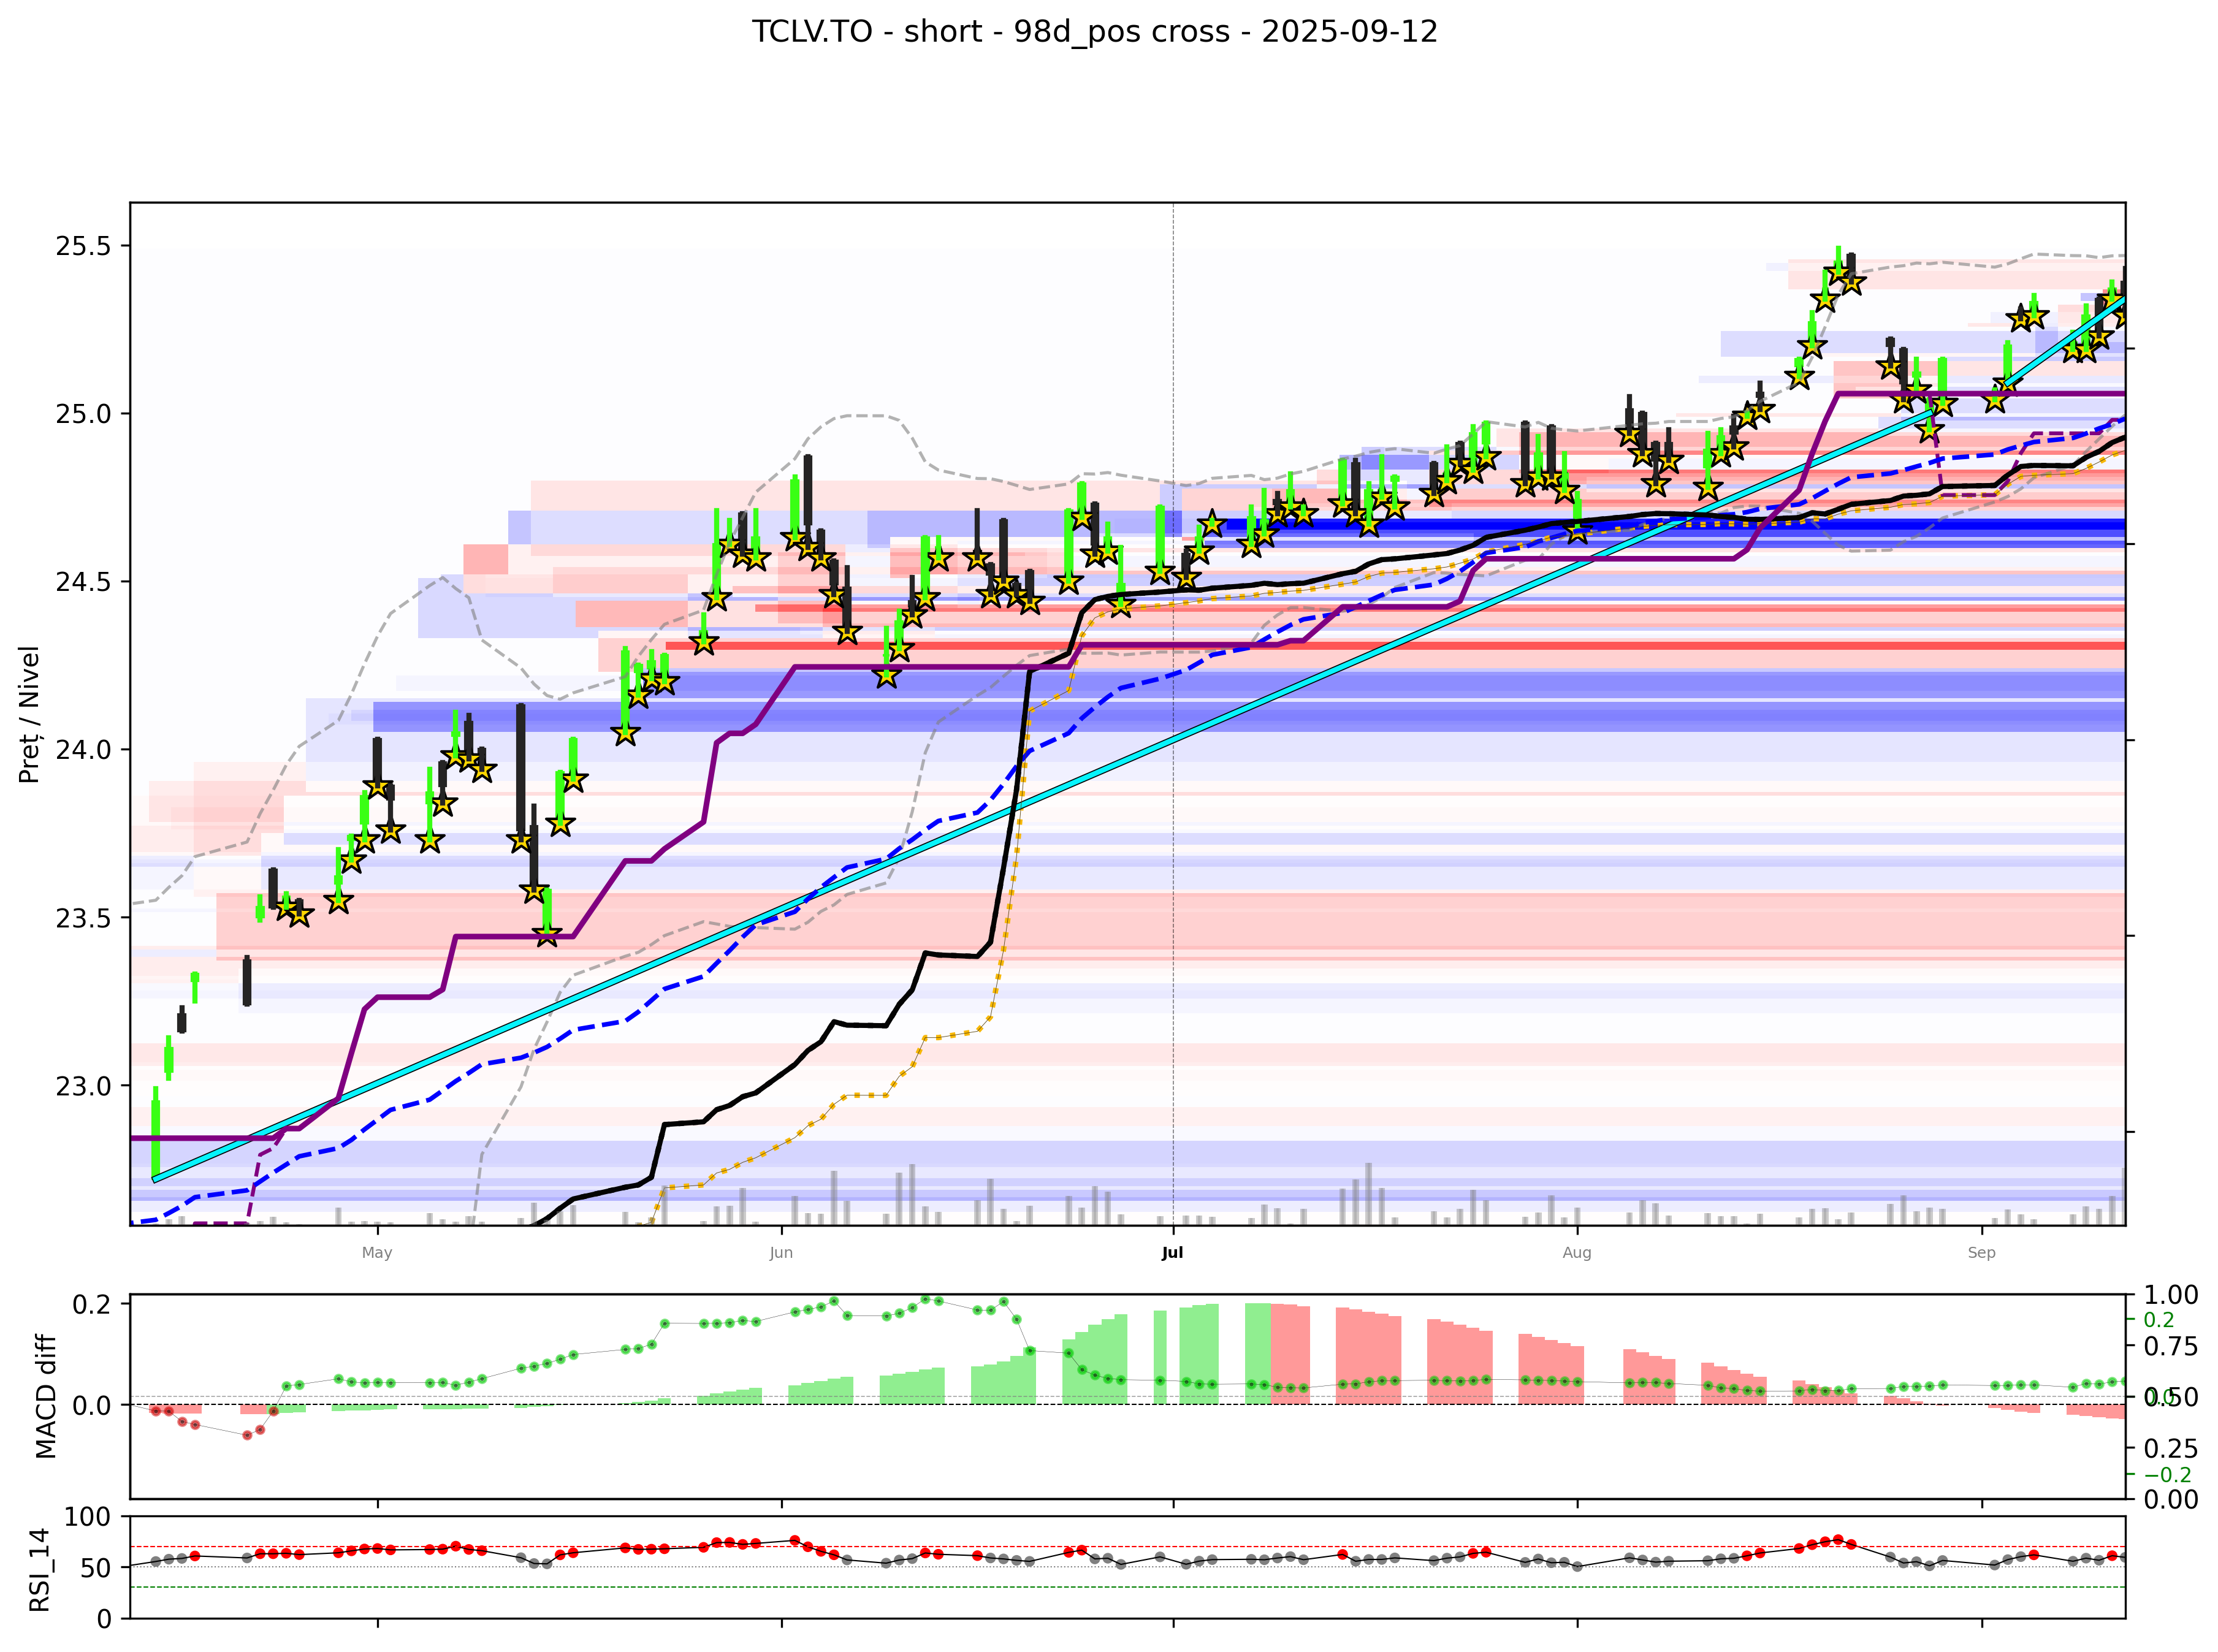 TCLV.TO - short - 98d_pos cross - 2025-09-12
25.5
25.0
24.5
24.0
23.5
23.0
Preț / Nivel
May
Jun
Jul
Aug
Sep
0.2
0.0
MACD diff
1.00
0.2
0.75
0.50
0.25
−0.2
0.00
100
50
0
RSI_14